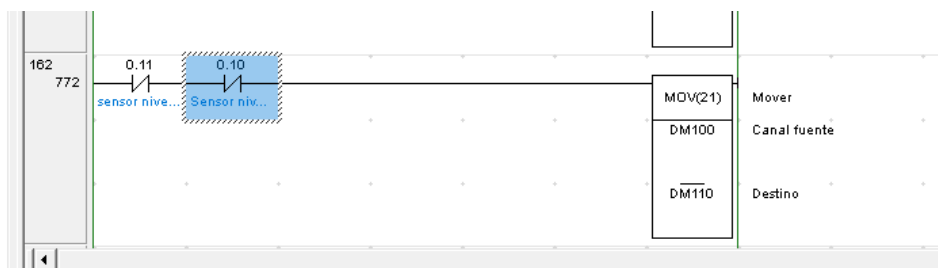 162
772
0.11
0.10
sensor nive...
Sensor niv...
MOV(21)
Mover
DM100
Canal fuente
DM110
Destino